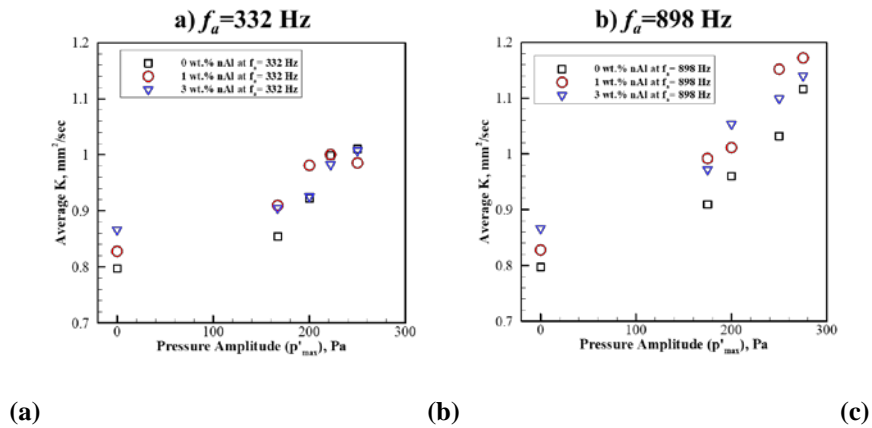 a) fa=332 Hz
1.2
1.1
1
0.9
0.8
0.7
Average K, mm²/sec
0 wt.% nAl at fa= 332 Hz
1 wt.% nAl at fa= 332 Hz
3 wt.% nAl at fa= 332 Hz
0 100 200 300
Pressure Amplitude (p'max), Pa
b) fa=898 Hz
1.2
1.1
1
0.9
0.8
0.7
Average K, mm²/sec
0 wt.% nAl at fa= 898 Hz
1 wt.% nAl at fa= 898 Hz
3 wt.% nAl at fa= 898 Hz
0 100 200 300
Pressure Amplitude (p'max), Pa
(a) (b) (c)